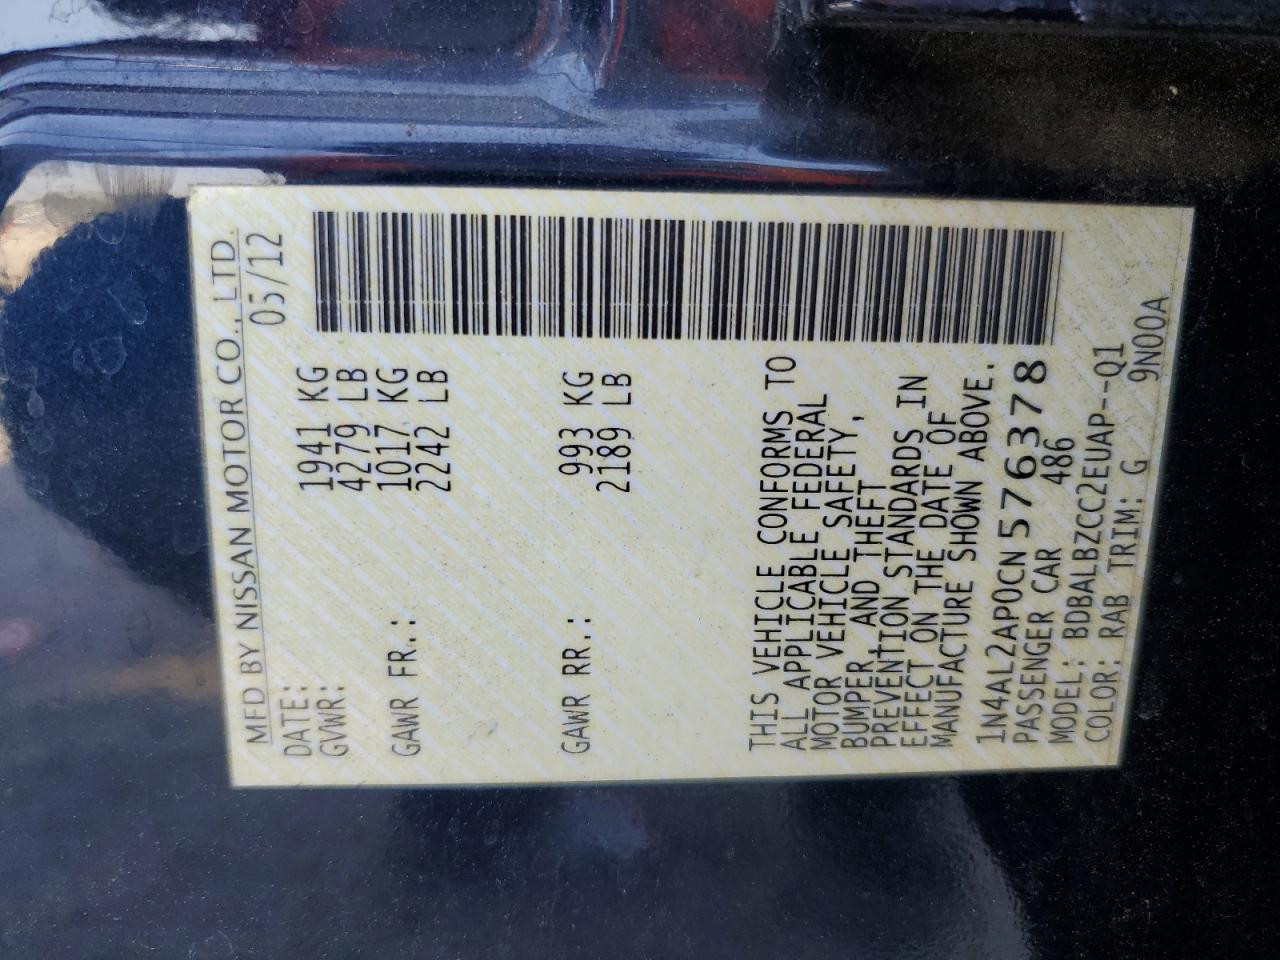 MFD BY NISSAN MOTOR CO., LTD.
DATE: 05/12
GVWR: 1941 KG
4279 LB
GAWR FR.: 1017 KG
2242 LB
GAWR RR.: 993 KG
2189 LB
THIS VEHICLE CONFORMS TO
ALL APPLICABLE FEDERAL
MOTOR VEHICLE SAFETY,
BUMPER, AND THEFT
PREVENTION STANDARDS IN
EFFECT ON THE DATE OF
MANUFACTURE SHOWN ABOVE.
1N4AL2AP0CN576378
PASSENGER CAR 486
MODEL: BDBALBZCC2EUAP--Q1
COLOR: RAB TRIM: G 9N00A